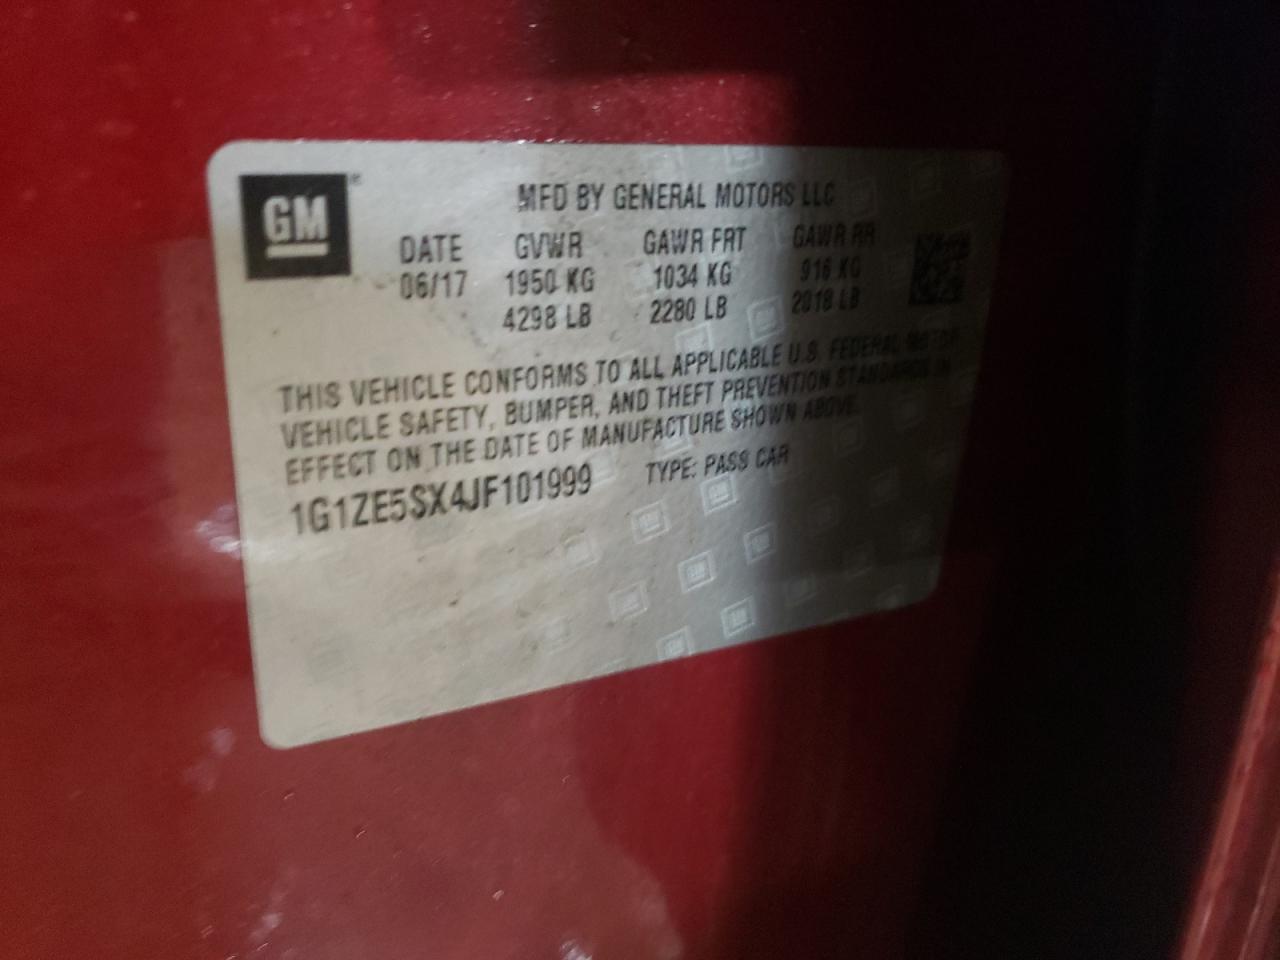 GM
MFD BY GENERAL MOTORS LLC
DATE GVWR GAWR FRT GAWR RR
06/17 1950 KG 1034 KG 916 KG
4298 LB 2280 LB 2018 LB
THIS VEHICLE CONFORMS TO ALL APPLICABLE U.S. FEDERAL MOTOR
VEHICLE SAFETY, BUMPER, AND THEFT PREVENTION STANDARDS IN
EFFECT ON THE DATE OF MANUFACTURE SHOWN ABOVE.
1G1ZE5SX4JF101999 TYPE: PASS CAR